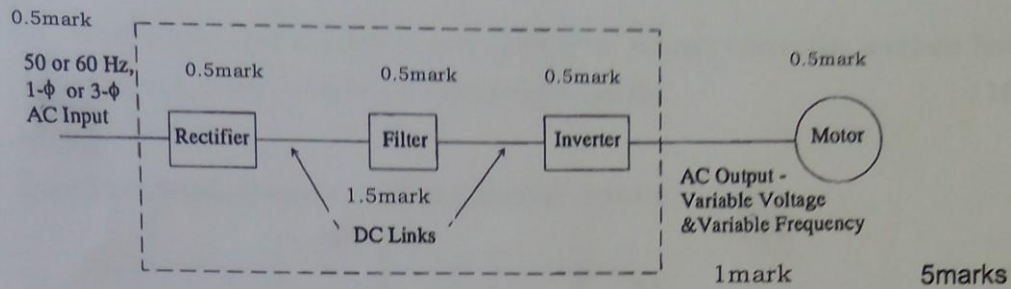 0.5mark
50 or 60 Hz,
1-ϕ or 3-ϕ
AC Input
0.5mark
0.5mark
0.5mark
0.5mark
Rectifier
Filter
Inverter
Motor
1.5mark
DC Links
AC Output -
Variable Voltage
&Variable Frequency
1mark
5marks